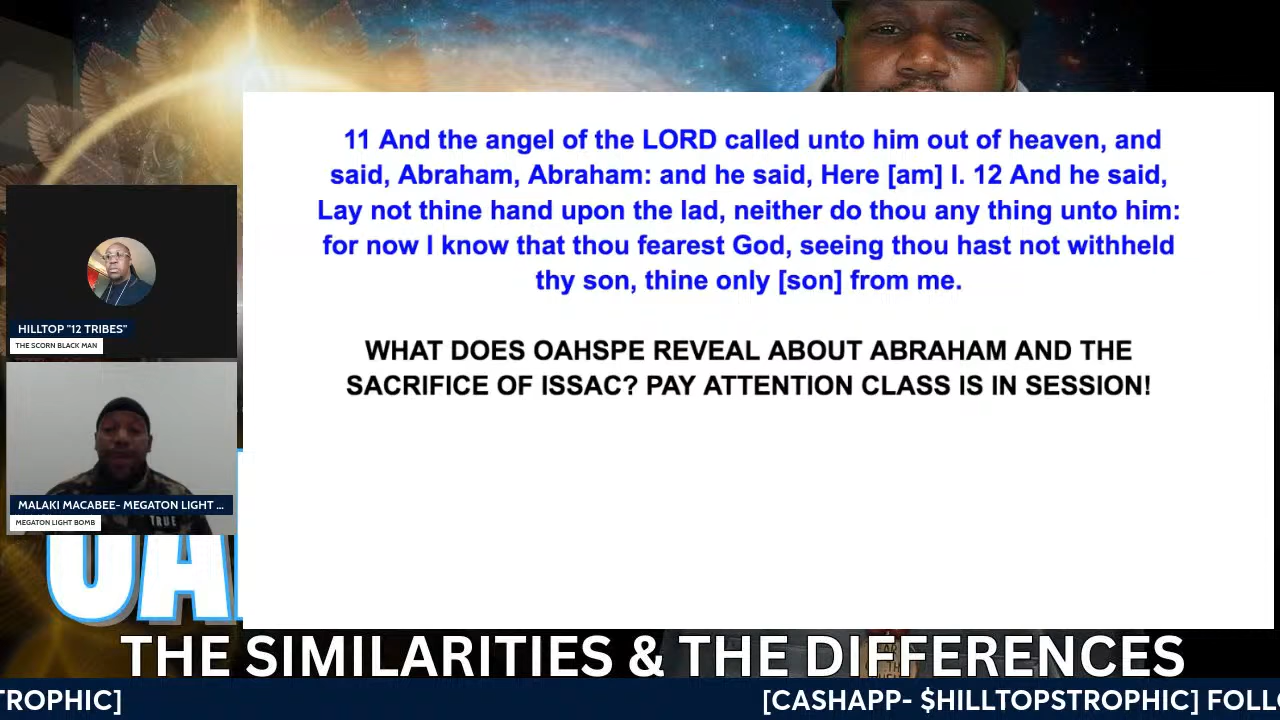 11 And the angel of the LORD called unto him out of heaven, and
said, Abraham, Abraham: and he said, Here [am] I. 12 And he said,
Lay not thine hand upon the lad, neither do thou any thing unto him:
for now I know that thou fearest God, seeing thou hast not withheld
thy son, thine only [son] from me.
WHAT DOES OAHSPE REVEAL ABOUT ABRAHAM AND THE
SACRIFICE OF ISSAC? PAY ATTENTION CLASS IS IN SESSION!
HILLTOP "12 TRIBES"
THE SCORN BLACK MAN
MALAKI MACABEE- MEGATON LIGHT ...
MEGATON LIGHT BOMB
TRUE
OA
THE SIMILARITIES & THE DIFFERENCES
TROPHIC] [CASHAPP- $HILLTOPSTROPHIC] FOLL